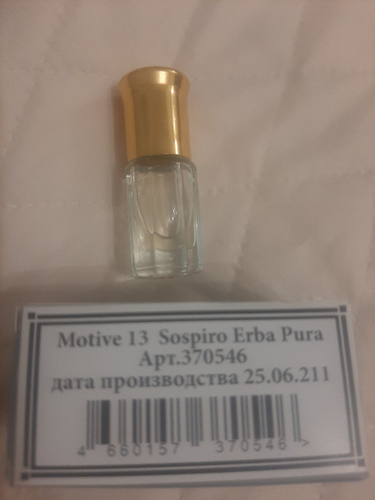 Motive 13 Sospiro Erba Pura
Арт.370546
дата производства 25.06.211
4 660157 370546 >